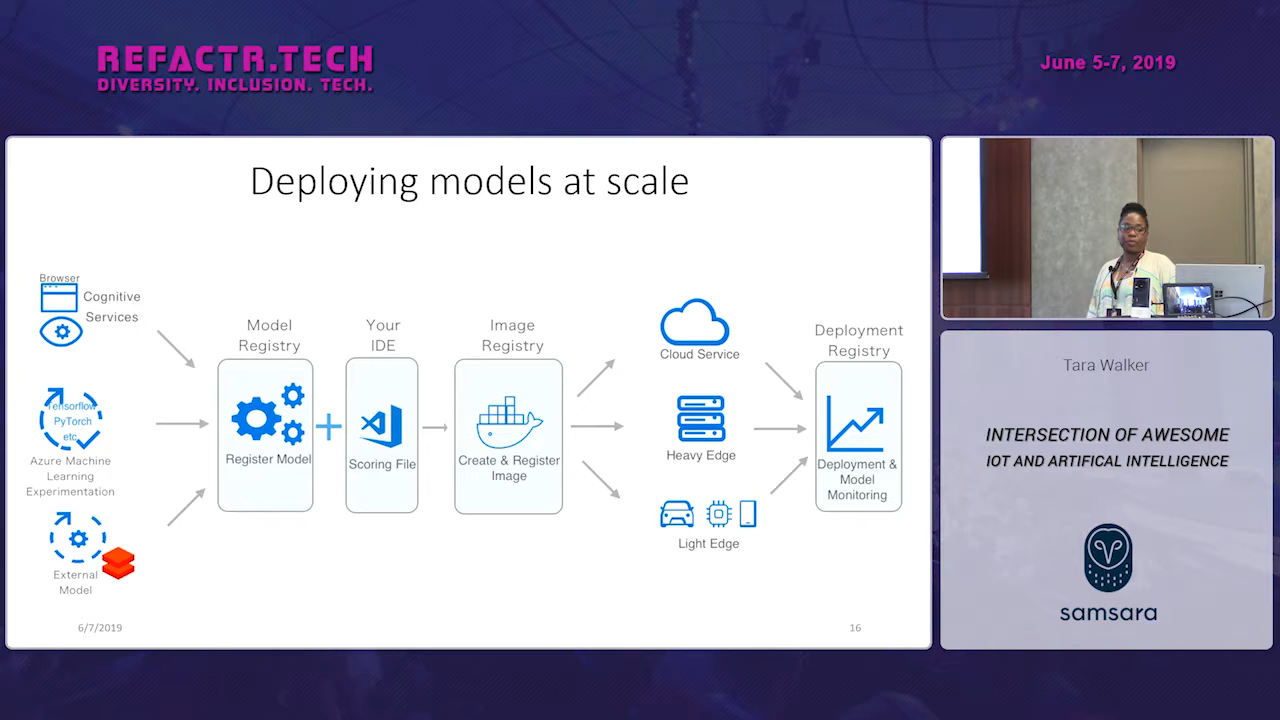 REFACTR.TECH
DIVERSITY. INCLUSION. TECH.
June 5-7, 2019
Deploying models at scale
Browser
Cognitive
Services
Tensorflow
PyTorch
etc
Azure Machine
Learning
Experimentation
External
Model
Model
Registry
Register Model
Your
IDE
Scoring File
Image
Registry
Create & Register
Image
Cloud Service
Heavy Edge
Light Edge
Deployment
Registry
Deployment &
Model
Monitoring
6/7/2019
16
Tara Walker
INTERSECTION OF AWESOME
IOT AND ARTIFICAL INTELLIGENCE
samsara